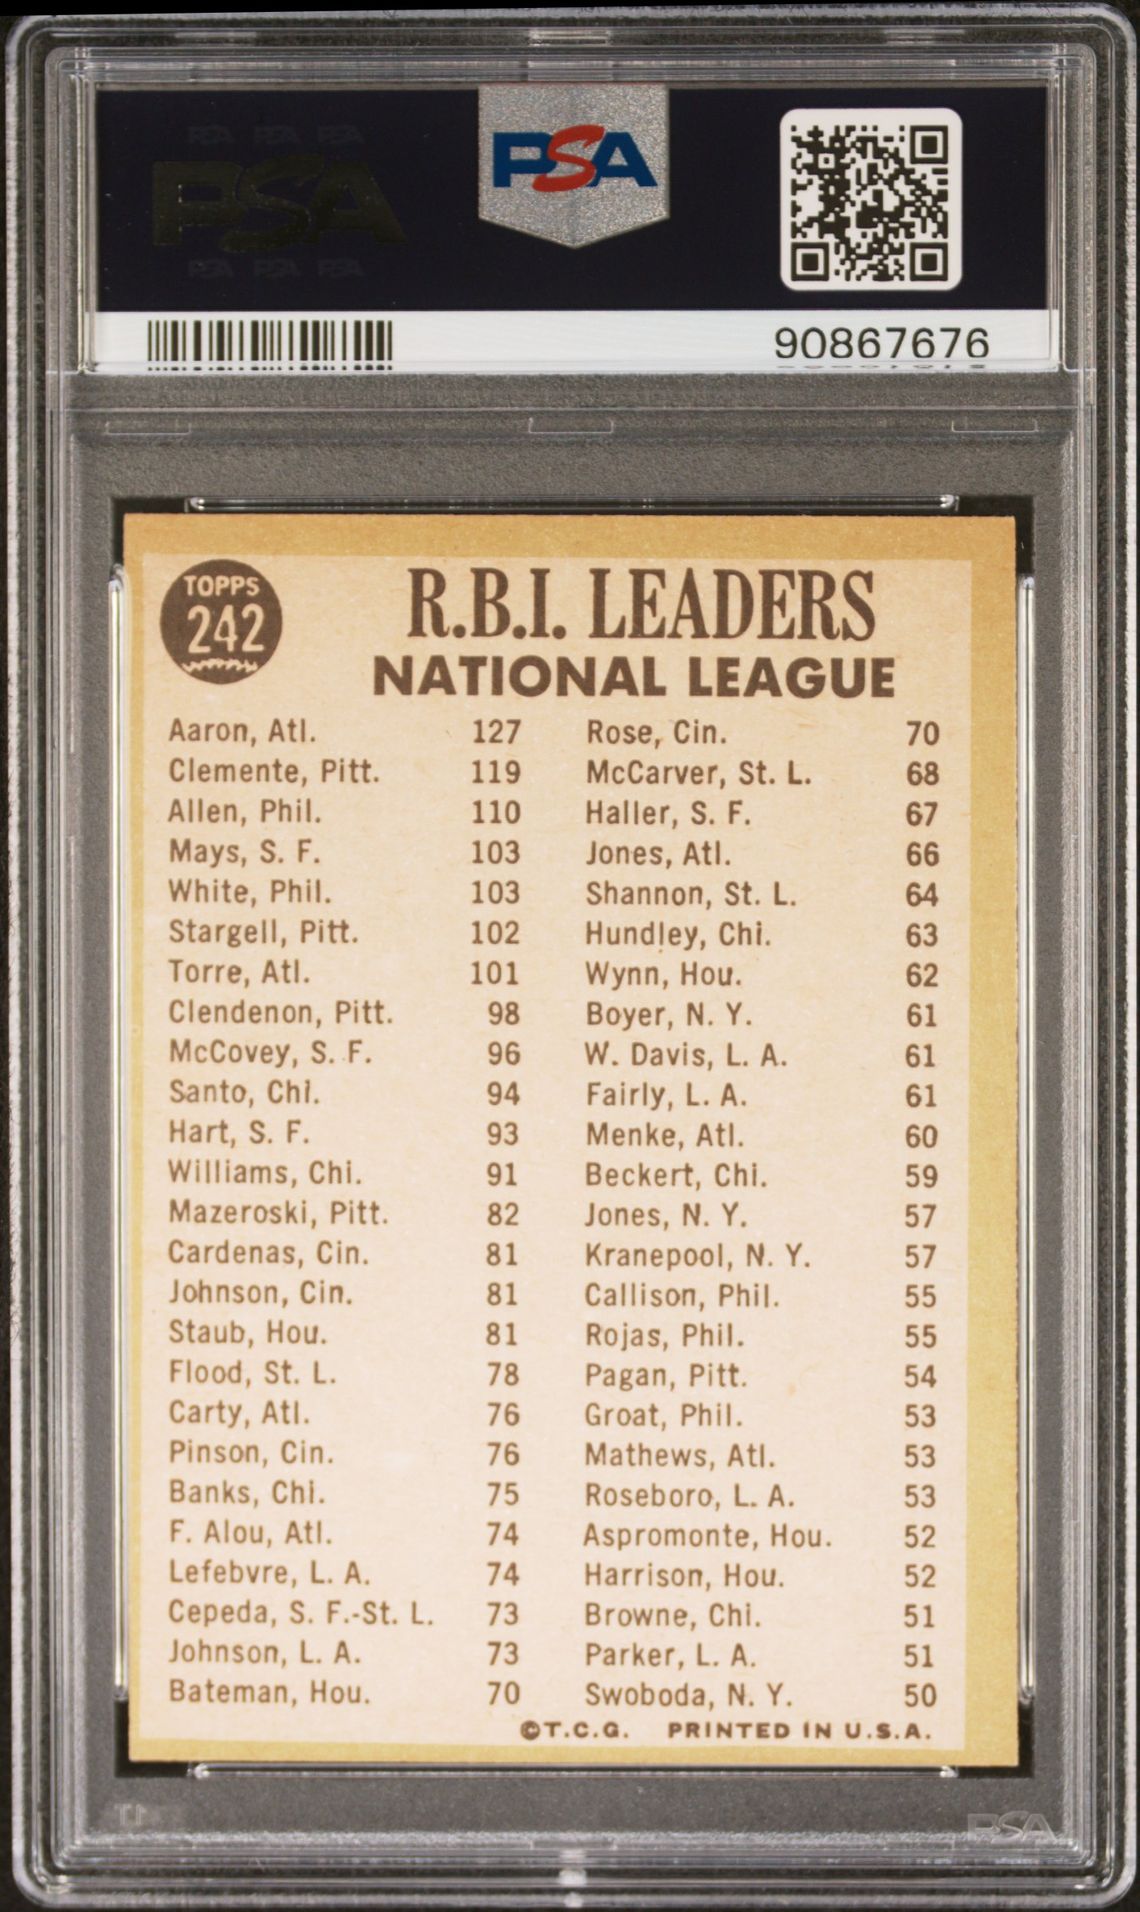 PSA PSA PSA
PSA
PSA PSA PSA
PSA
90867676
TOPPS
242
R.B.I. LEADERS
NATIONAL LEAGUE
Aaron, Atl. 127 Rose, Cin. 70
Clemente, Pitt. 119 McCarver, St. L. 68
Allen, Phil. 110 Haller, S. F. 67
Mays, S. F. 103 Jones, Atl. 66
White, Phil. 103 Shannon, St. L. 64
Stargell, Pitt. 102 Hundley, Chi. 63
Torre, Atl. 101 Wynn, Hou. 62
Clendenon, Pitt. 98 Boyer, N. Y. 61
McCovey, S. F. 96 W. Davis, L. A. 61
Santo, Chi. 94 Fairly, L. A. 61
Hart, S. F. 93 Menke, Atl. 60
Williams, Chi. 91 Beckert, Chi. 59
Mazeroski, Pitt. 82 Jones, N. Y. 57
Cardenas, Cin. 81 Kranepool, N. Y. 57
Johnson, Cin. 81 Callison, Phil. 55
Staub, Hou. 81 Rojas, Phil. 55
Flood, St. L. 78 Pagan, Pitt. 54
Carty, Atl. 76 Groat, Phil. 53
Pinson, Cin. 76 Mathews, Atl. 53
Banks, Chi. 75 Roseboro, L. A. 53
F. Alou, Atl. 74 Aspromonte, Hou. 52
Lefebvre, L. A. 74 Harrison, Hou. 52
Cepeda, S. F.-St. L. 73 Browne, Chi. 51
Johnson, L. A. 73 Parker, L. A. 51
Bateman, Hou. 70 Swoboda, N. Y. 50
©T.C.G. PRINTED IN U.S.A.
PSA